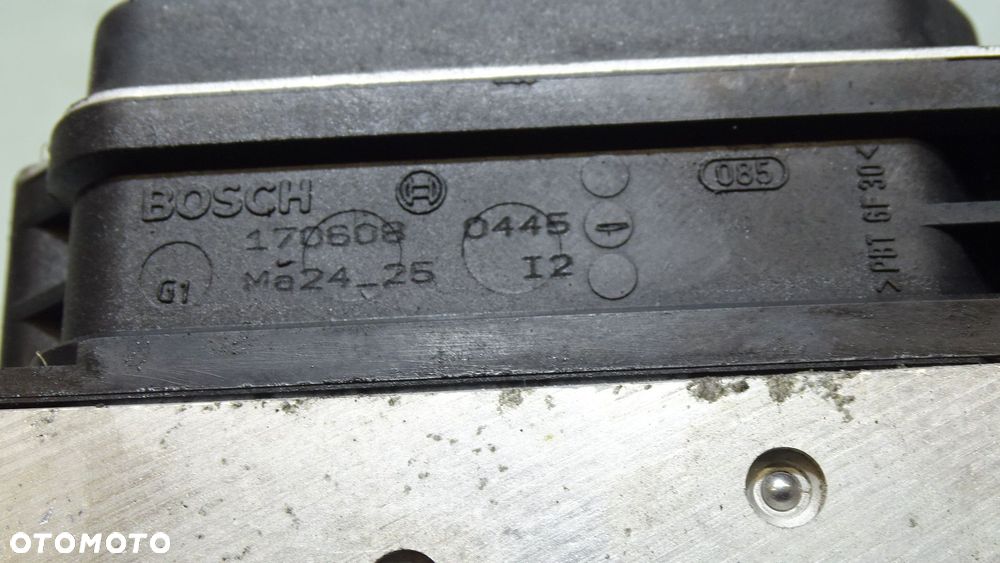 BOSCH
085
170608 0445
G1 Ma24_25 I2
>PBT GF 30<
OTOMOTO